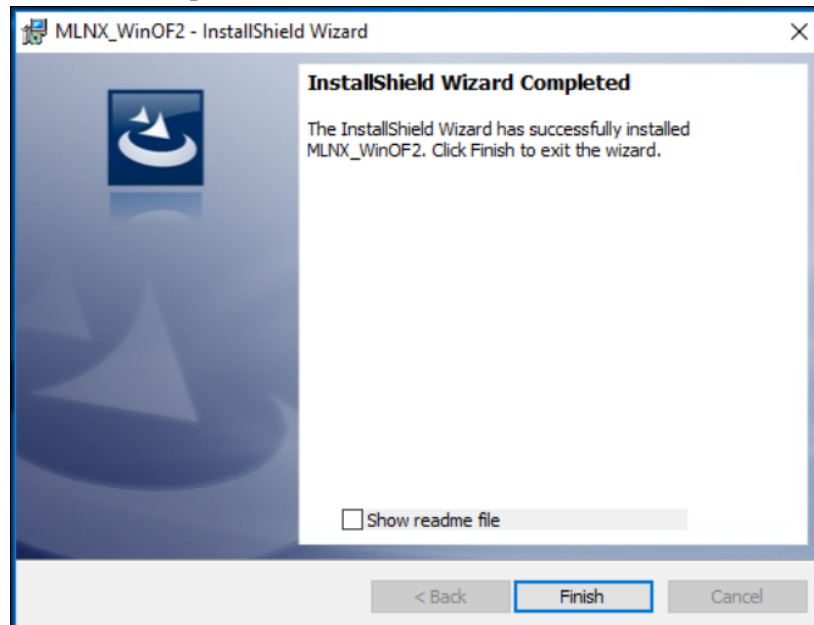 MLNX_WinOF2 - InstallShield Wizard
InstallShield Wizard Completed
The InstallShield Wizard has successfully installed
MLNX_WinOF2. Click Finish to exit the wizard.
Show readme file
< Back
Finish
Cancel